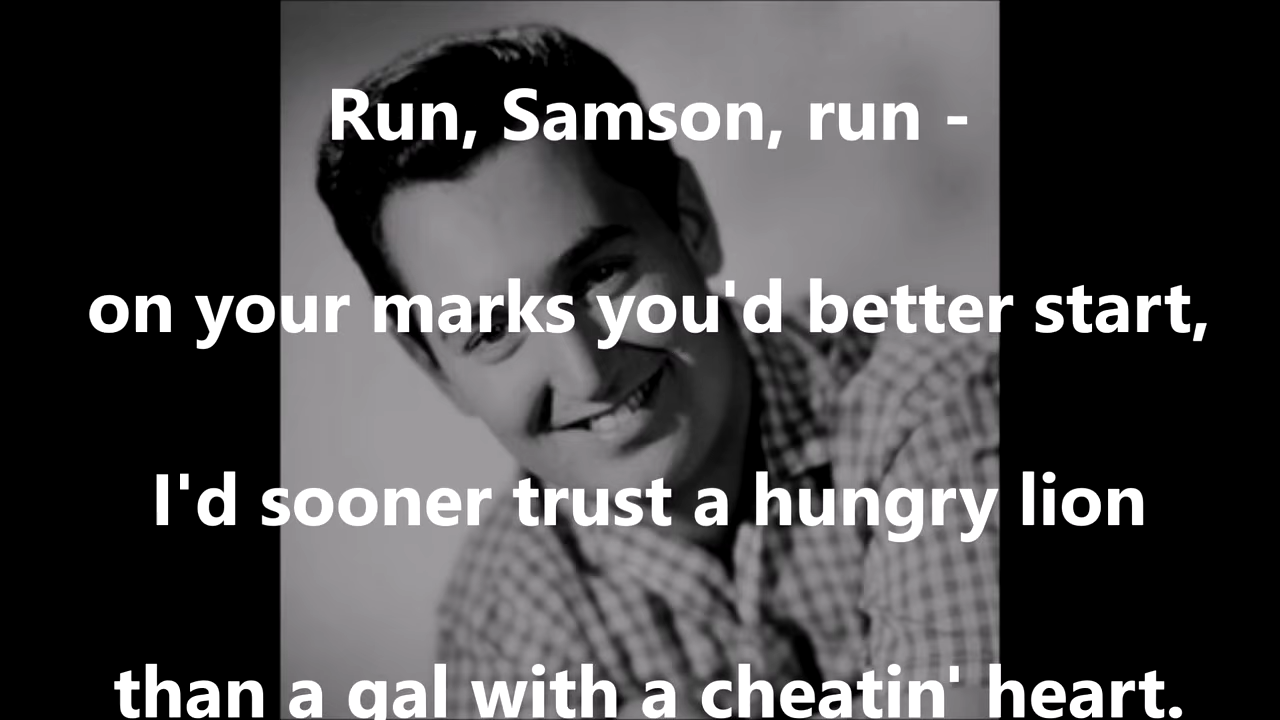 Run, Samson, run -
on your marks you'd better start,
I'd sooner trust a hungry lion
than a gal with a cheatin' heart.